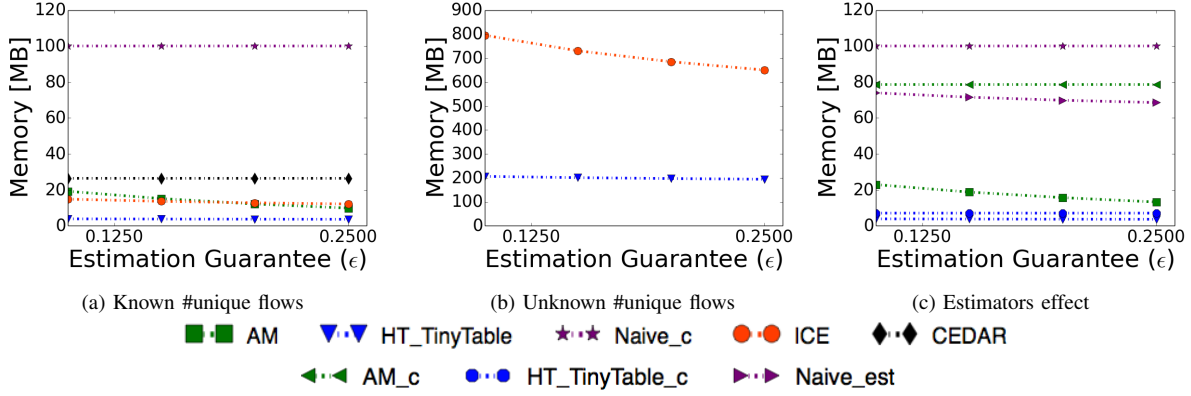 120
100
80
60
40
20
0
Memory [MB]
0.1250
0.2500
Estimation Guarantee (ϵ)
(a) Known #unique flows
900
800
700
600
500
400
300
200
100
0
Memory [MB]
0.1250
0.2500
Estimation Guarantee (ϵ)
(b) Unknown #unique flows
120
100
80
60
40
20
0
Memory [MB]
0.1250
0.2500
Estimation Guarantee (ϵ)
(c) Estimators effect
AM HT_TinyTable Naive_c ICE CEDAR
AM_c HT_TinyTable_c Naive_est